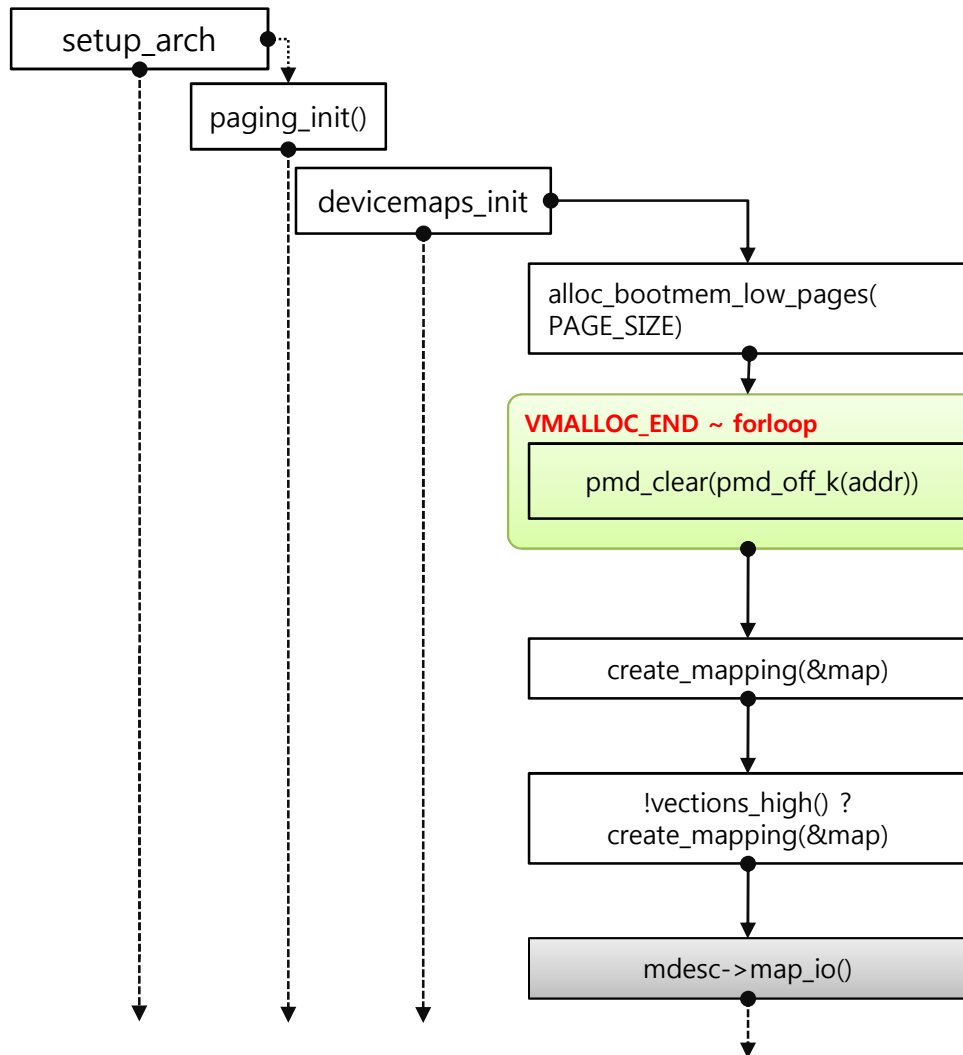 setup_arch
paging_init()
devicemaps_init
alloc_bootmem_low_pages(
PAGE_SIZE)
VMALLOC_END ~ forloop
pmd_clear(pmd_off_k(addr))
create_mapping(&map)
!vections_high() ?
create_mapping(&map)
mdesc->map_io()